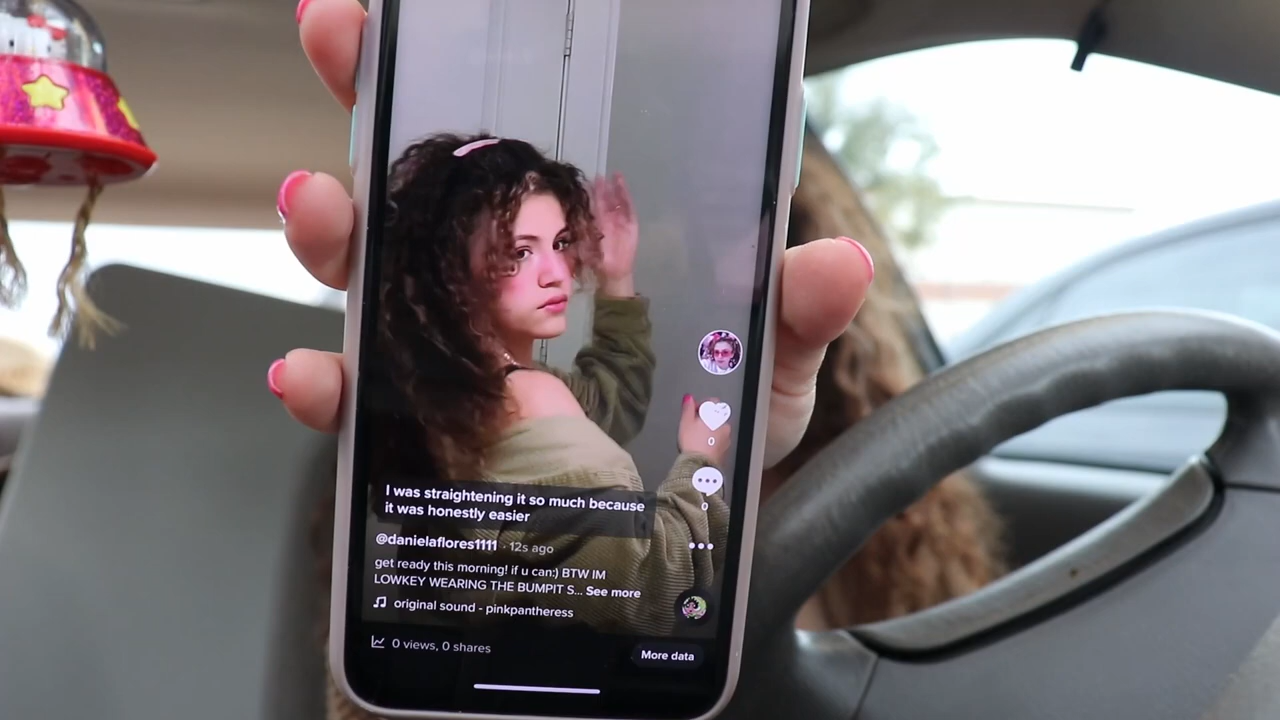 I was straightening it so much because
it was honestly easier
@danielaflores1111 · 12s ago
get ready this morning! if u can:) BTW IM
LOWKEY WEARING THE BUMPIT S... See more
original sound - pinkpantheress
0
0
0 views, 0 shares
More data